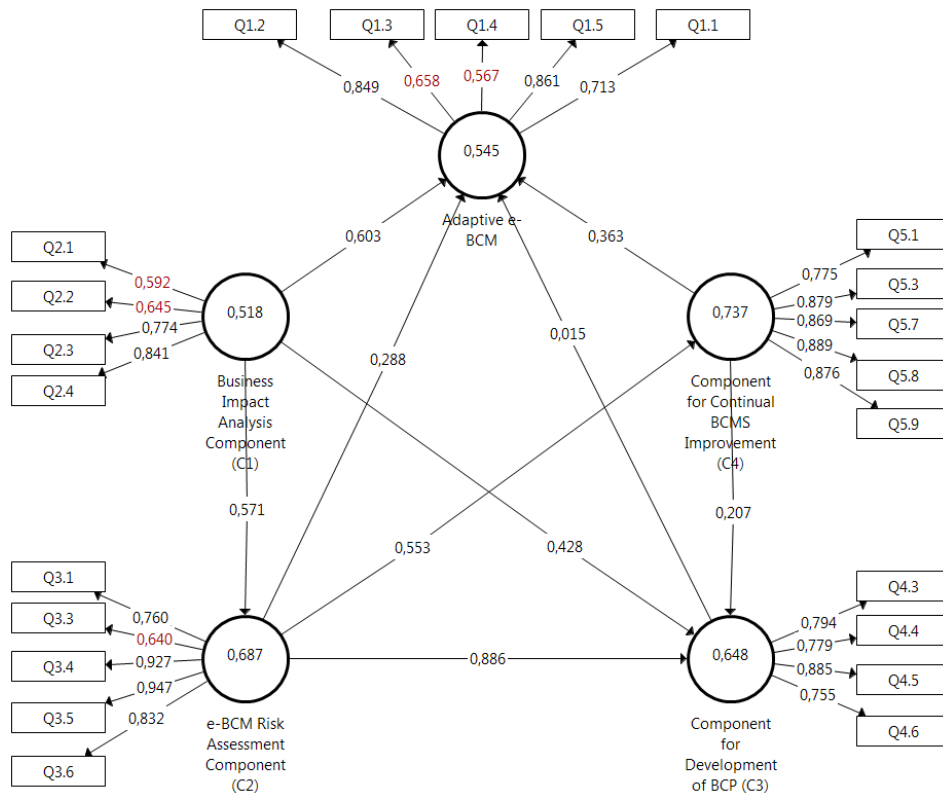 Q1.2
Q1.3
Q1.4
Q1.5
Q1.1
0,849
0,658
0,567
0,861
0,713
0,545
Adaptive e-
BCM
0,603
0,363
Q2.1
Q2.2
Q2.3
Q2.4
0,592
0,645
0,774
0,841
0,518
Business
Impact
Analysis
Component
(C1)
0,288
0,015
0,737
Component
for Continual
BCMS
Improvement
(C4)
0,775
0,879
0,869
0,889
0,876
Q5.1
Q5.3
Q5.7
Q5.8
Q5.9
0,571
0,553
0,428
0,207
Q3.1
Q3.3
Q3.4
Q3.5
Q3.6
0,760
0,640
0,927
0,947
0,832
0,687
e-BCM Risk
Assessment
Component
(C2)
0,886
0,648
Component
for
Development
of BCP (C3)
0,794
0,779
0,885
0,755
Q4.3
Q4.4
Q4.5
Q4.6